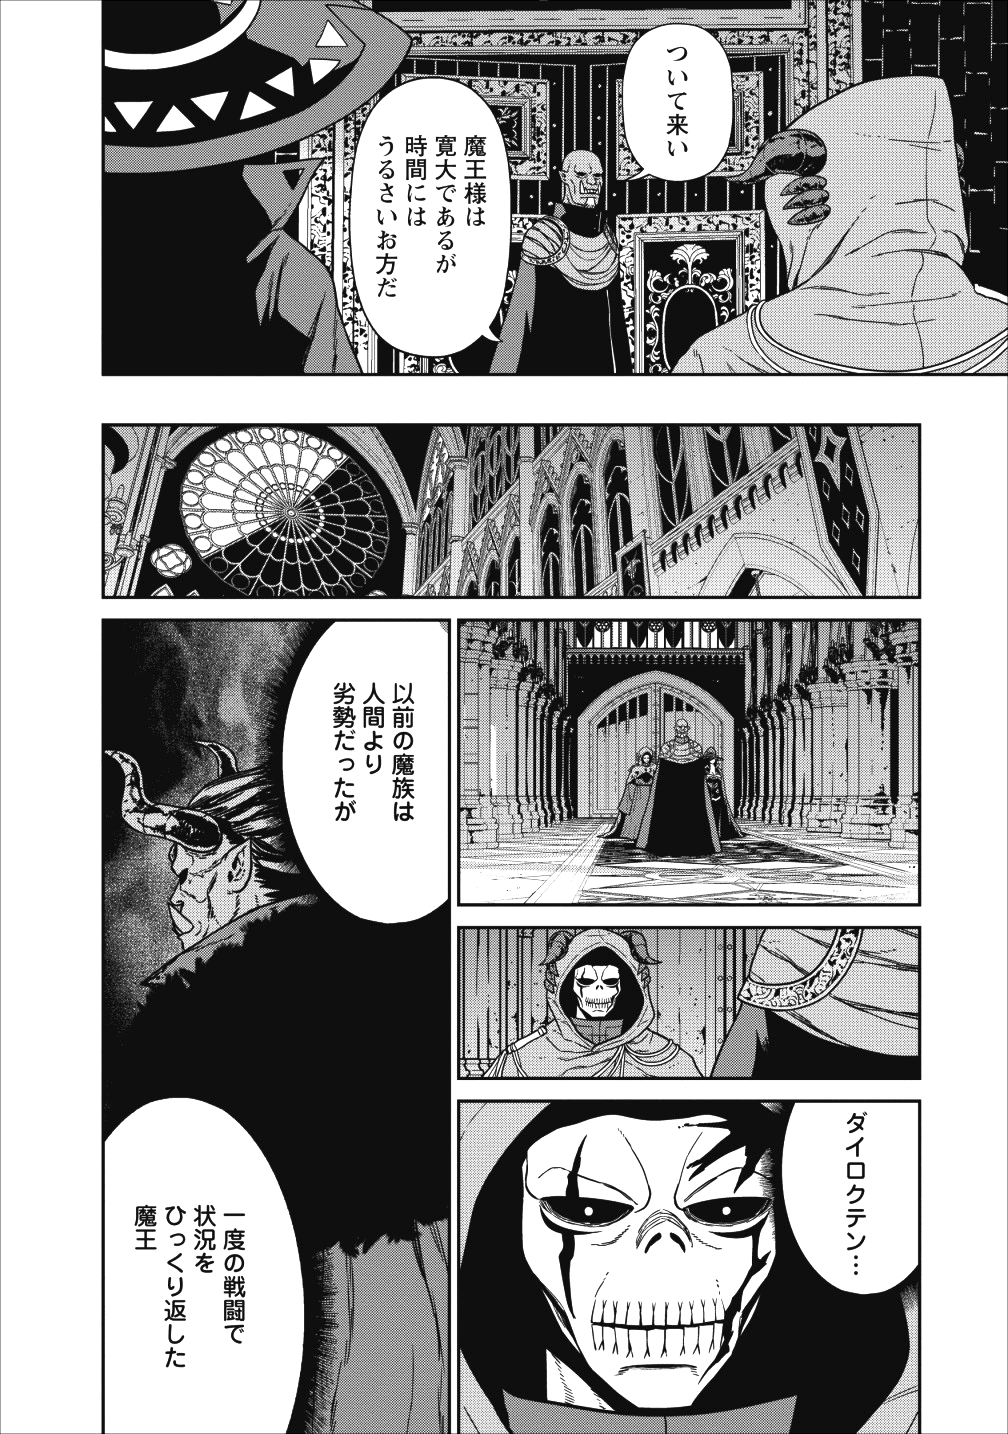 ついて来い
魔王様は
寛大であるが
時間には
うるさいお方だ
ダイロクテン…
以前の魔族は
人間より
劣勢だったが
一度の戦闘で
状況を
ひっくり返した
魔王